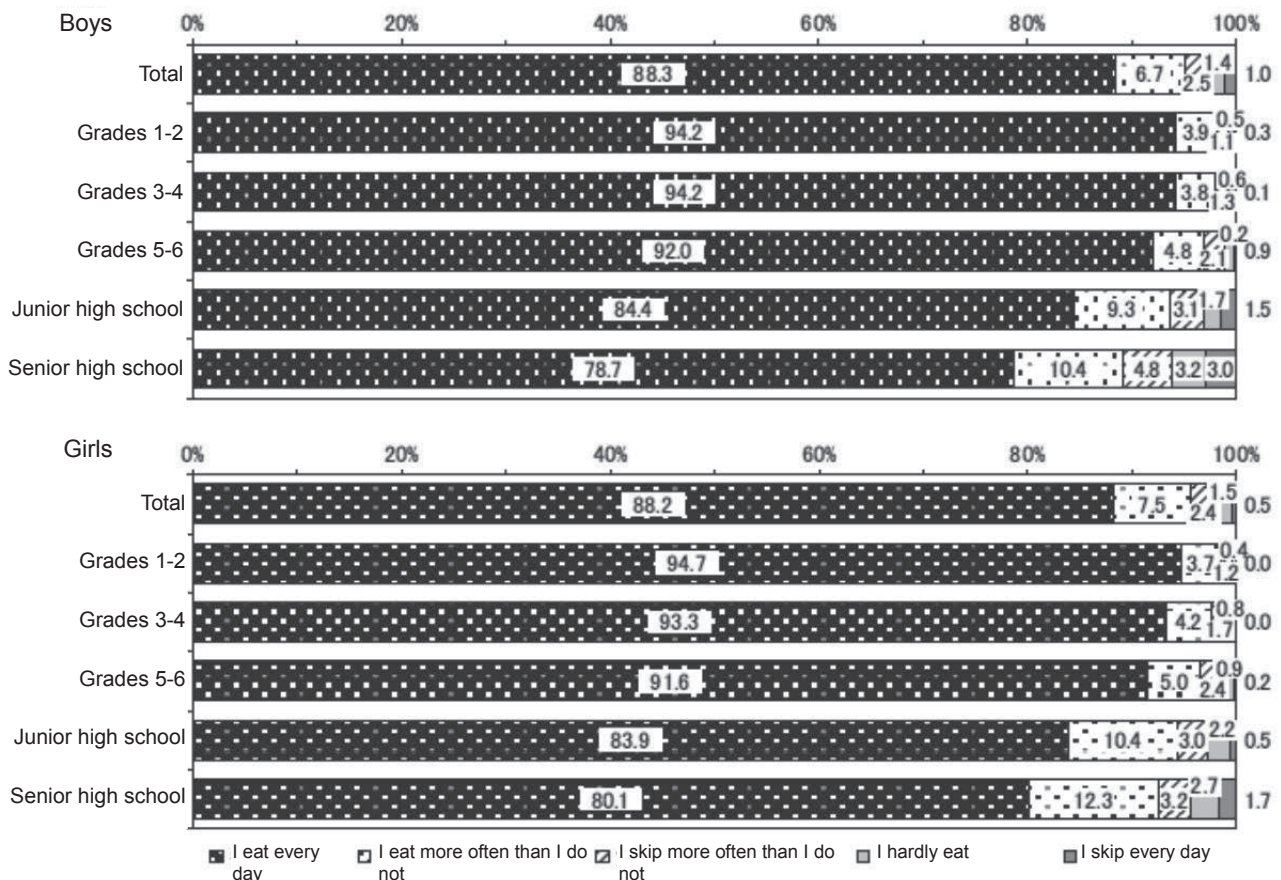 Boys 0% 20% 40% 60% 80% 100%
Total 88.3 6.7 2.5 1.4 1.0
Grades 1-2 94.2 3.9 1.1 0.5 0.3
Grades 3-4 94.2 3.8 1.3 0.6 0.1
Grades 5-6 92.0 4.8 2.1 0.2 0.9
Junior high school 84.4 9.3 3.1 1.7 1.5
Senior high school 78.7 10.4 4.8 3.2 3.0
Girls 0% 20% 40% 60% 80% 100%
Total 88.2 7.5 2.4 1.5 0.5
Grades 1-2 94.7 3.7 1.2 0.4 0.0
Grades 3-4 93.3 4.2 1.7 0.8 0.0
Grades 5-6 91.6 5.0 2.4 0.9 0.2
Junior high school 83.9 10.4 3.0 2.2 0.5
Senior high school 80.1 12.3 3.2 2.7 1.7
I eat every day
I eat more often than I do not
I skip more often than I do not
I hardly eat
I skip every day